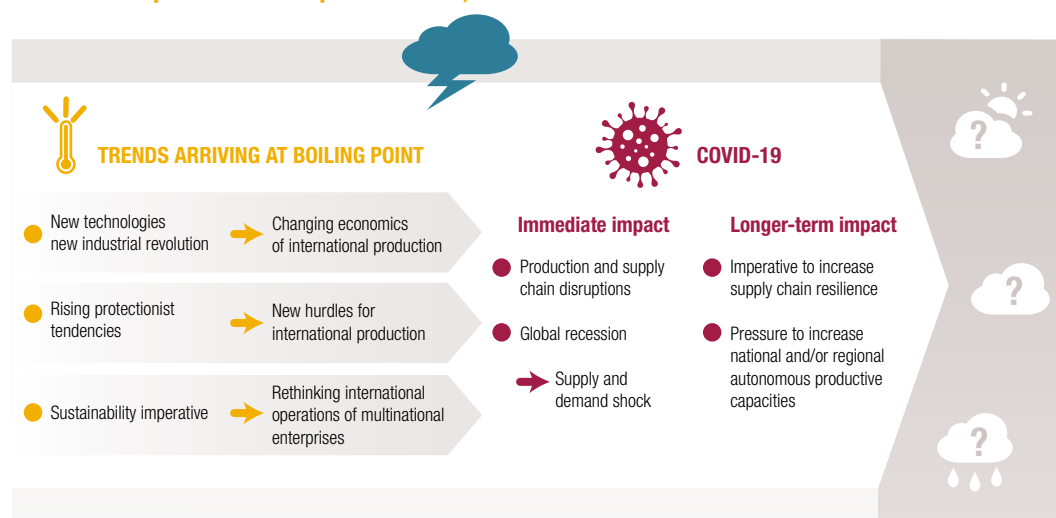 TRENDS ARRIVING AT BOILING POINT
New technologies
new industrial revolution
Changing economics
of international production
Rising protectionist
tendencies
New hurdles for
international production
Sustainability imperative
Rethinking international
operations of multinational
enterprises
COVID-19
Immediate impact
Production and supply
chain disruptions
Global recession
Supply and
demand shock
Longer-term impact
Imperative to increase
supply chain resilience
Pressure to increase
national and/or regional
autonomous productive
capacities
?
?
?